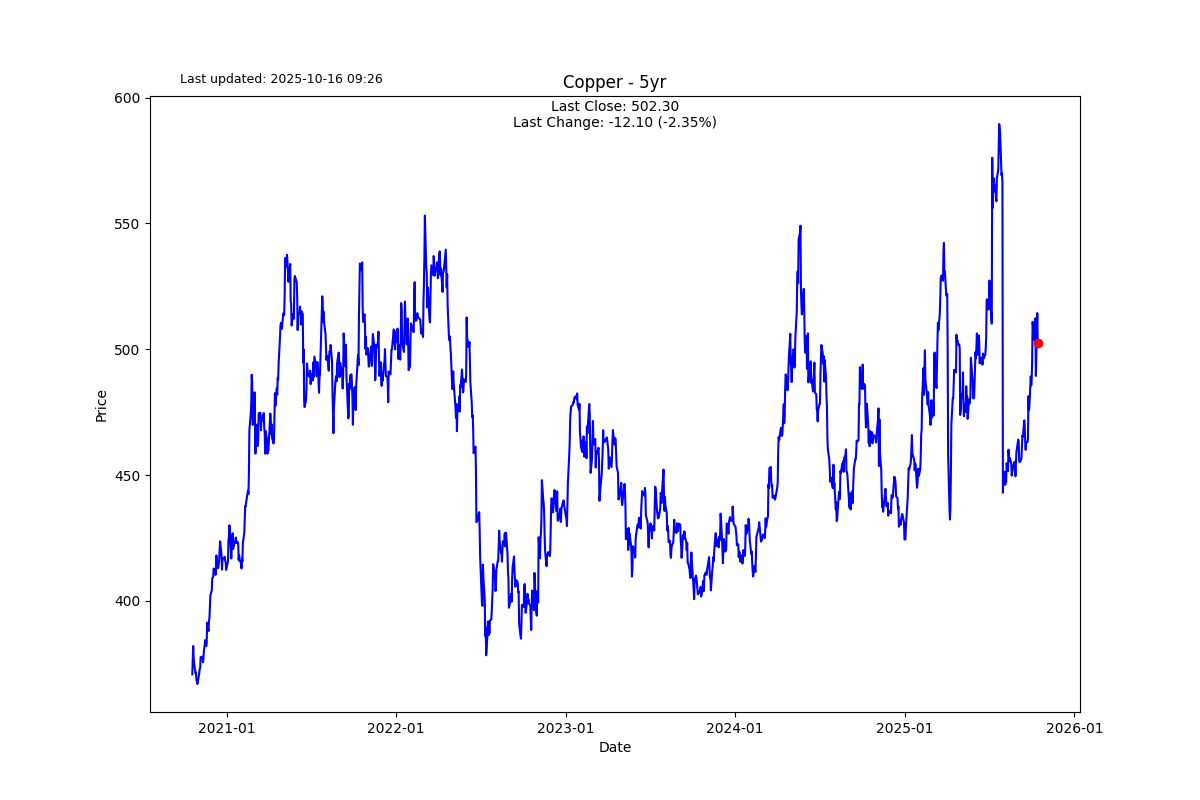 Last updated: 2025-10-16 09:26
Copper - 5yr
Last Close: 502.30
Last Change: -12.10 (-2.35%)
600
550
500
450
400
Price
2021-01
2022-01
2023-01
2024-01
2025-01
2026-01
Date